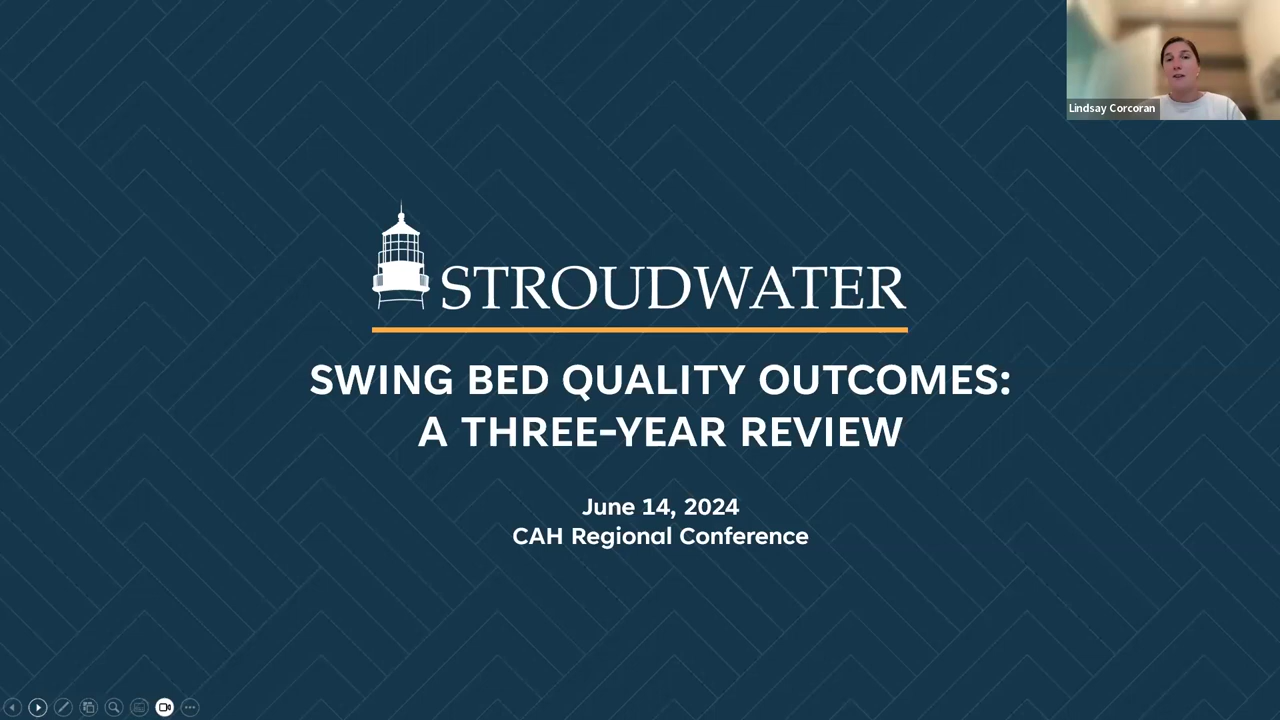 Lindsay Corcoran
STROUDWATER
SWING BED QUALITY OUTCOMES:
A THREE-YEAR REVIEW
June 14, 2024
CAH Regional Conference